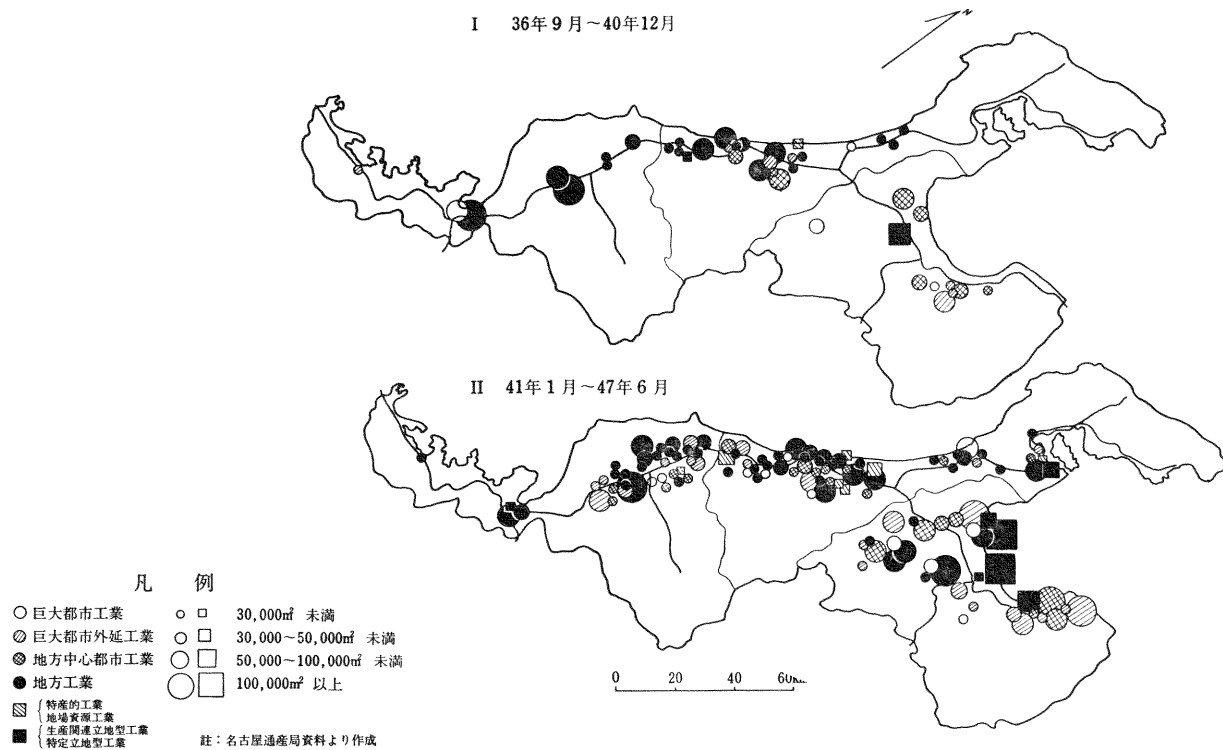 I 36年9月～40年12月
N
II 41年1月～47年6月
凡 例
巨大都市工業 30,000㎡ 未満
巨大都市外延工業 30,000～50,000㎡ 未満
地方中心都市工業 50,000～100,000㎡ 未満
地方工業 100,000㎡ 以上
特産的工業
地場資源工業
生産関連立地型工業
特定立地型工業
註：名古屋通産局資料より作成
0 20 40